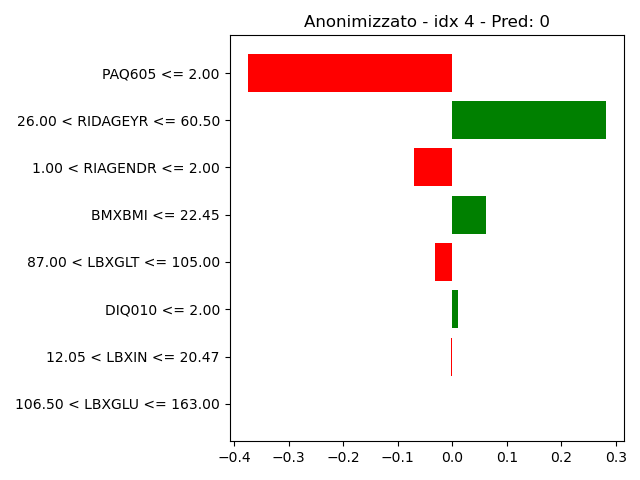 Anonimizzato - idx 4 - Pred: 0
PAQ605 <= 2.00
26.00 < RIDAGEYR <= 60.50
1.00 < RIAGENDR <= 2.00
BMXBMI <= 22.45
87.00 < LBXGLT <= 105.00
DIQ010 <= 2.00
12.05 < LBXIN <= 20.47
106.50 < LBXGLU <= 163.00
−0.4 −0.3 −0.2 −0.1 0.0 0.1 0.2 0.3